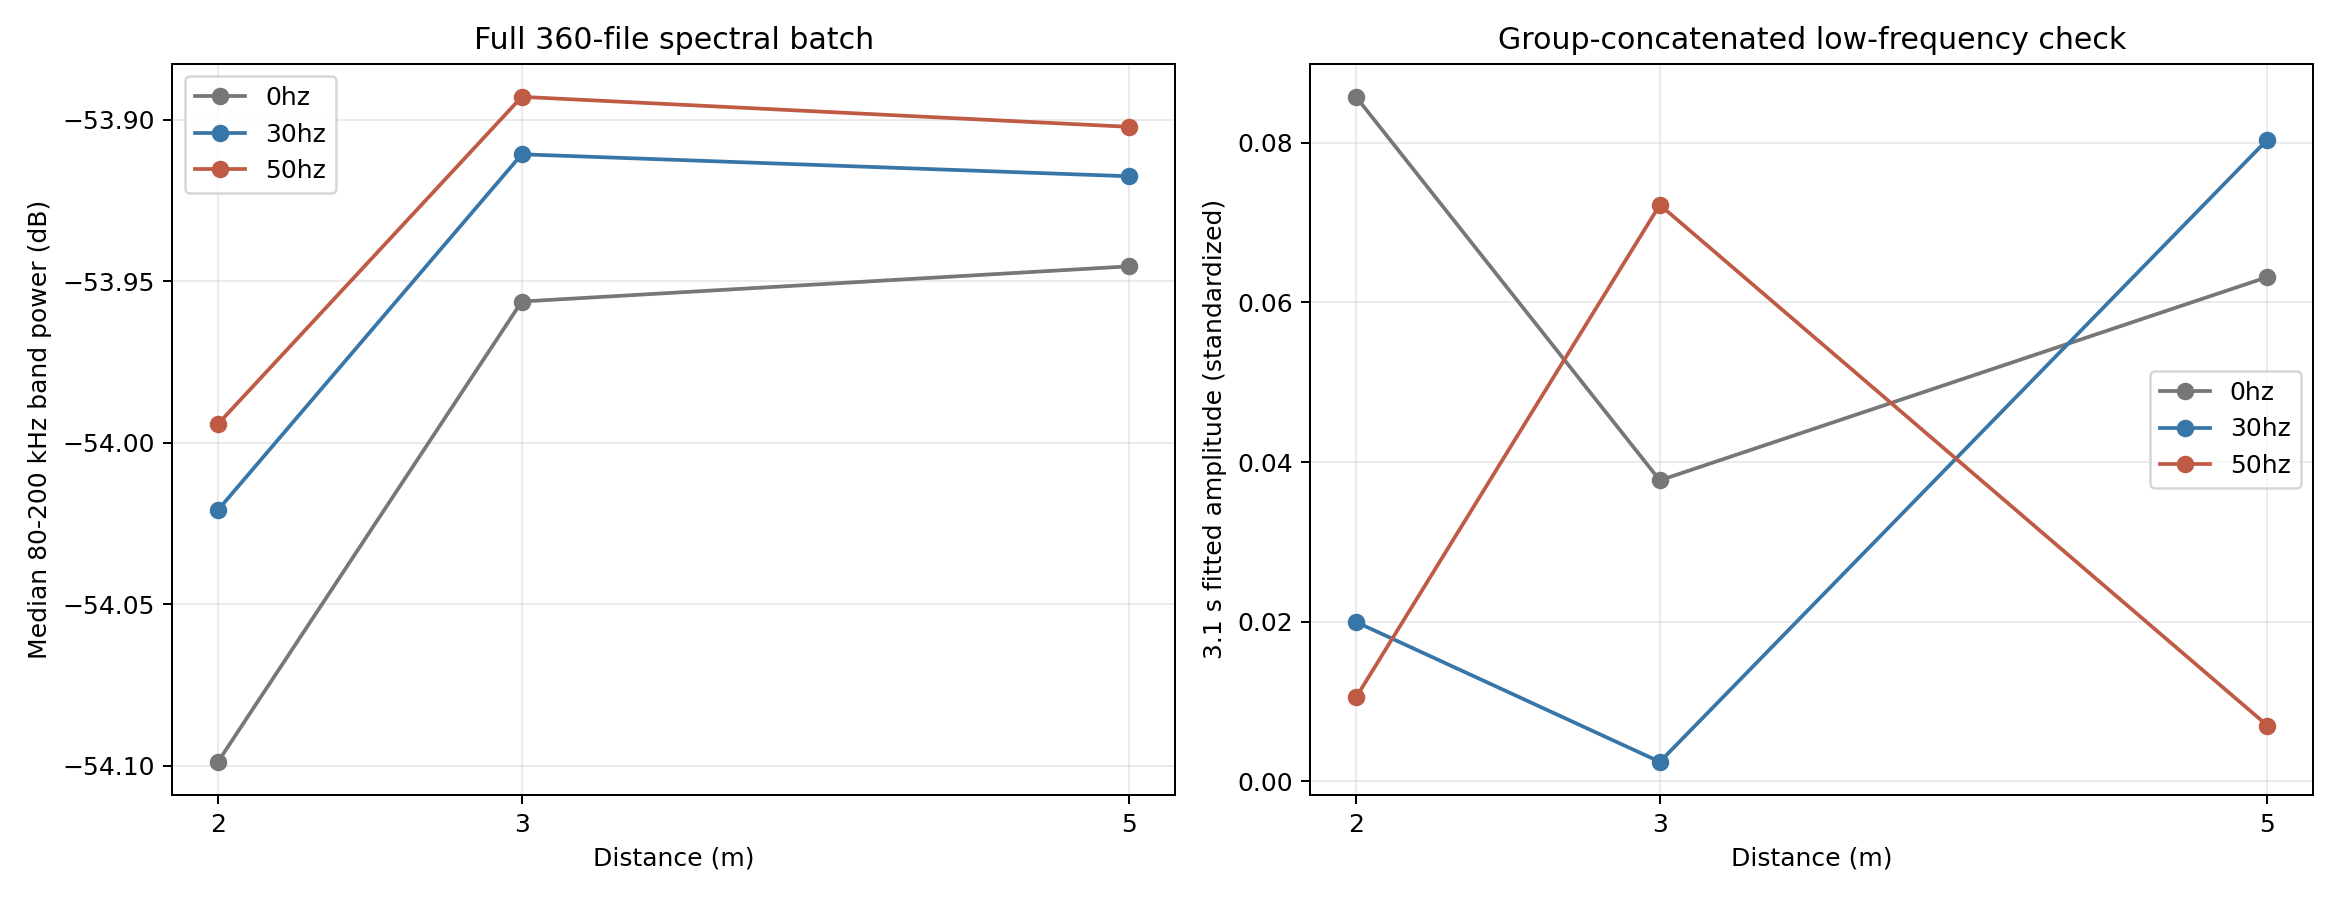 Full 360-file spectral batch
Median 80-200 kHz band power (dB)
−53.90
−53.95
−54.00
−54.05
−54.10
0hz
30hz
50hz
2
3
5
Distance (m)
Group-concatenated low-frequency check
3.1 s fitted amplitude (standardized)
0.08
0.06
0.04
0.02
0.00
0hz
30hz
50hz
2
3
5
Distance (m)